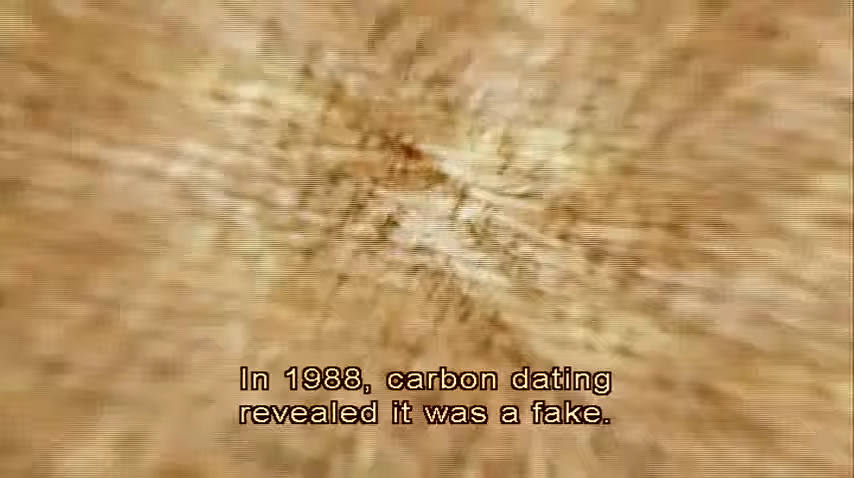 In 1988, carbon dating
revealed it was a fake.